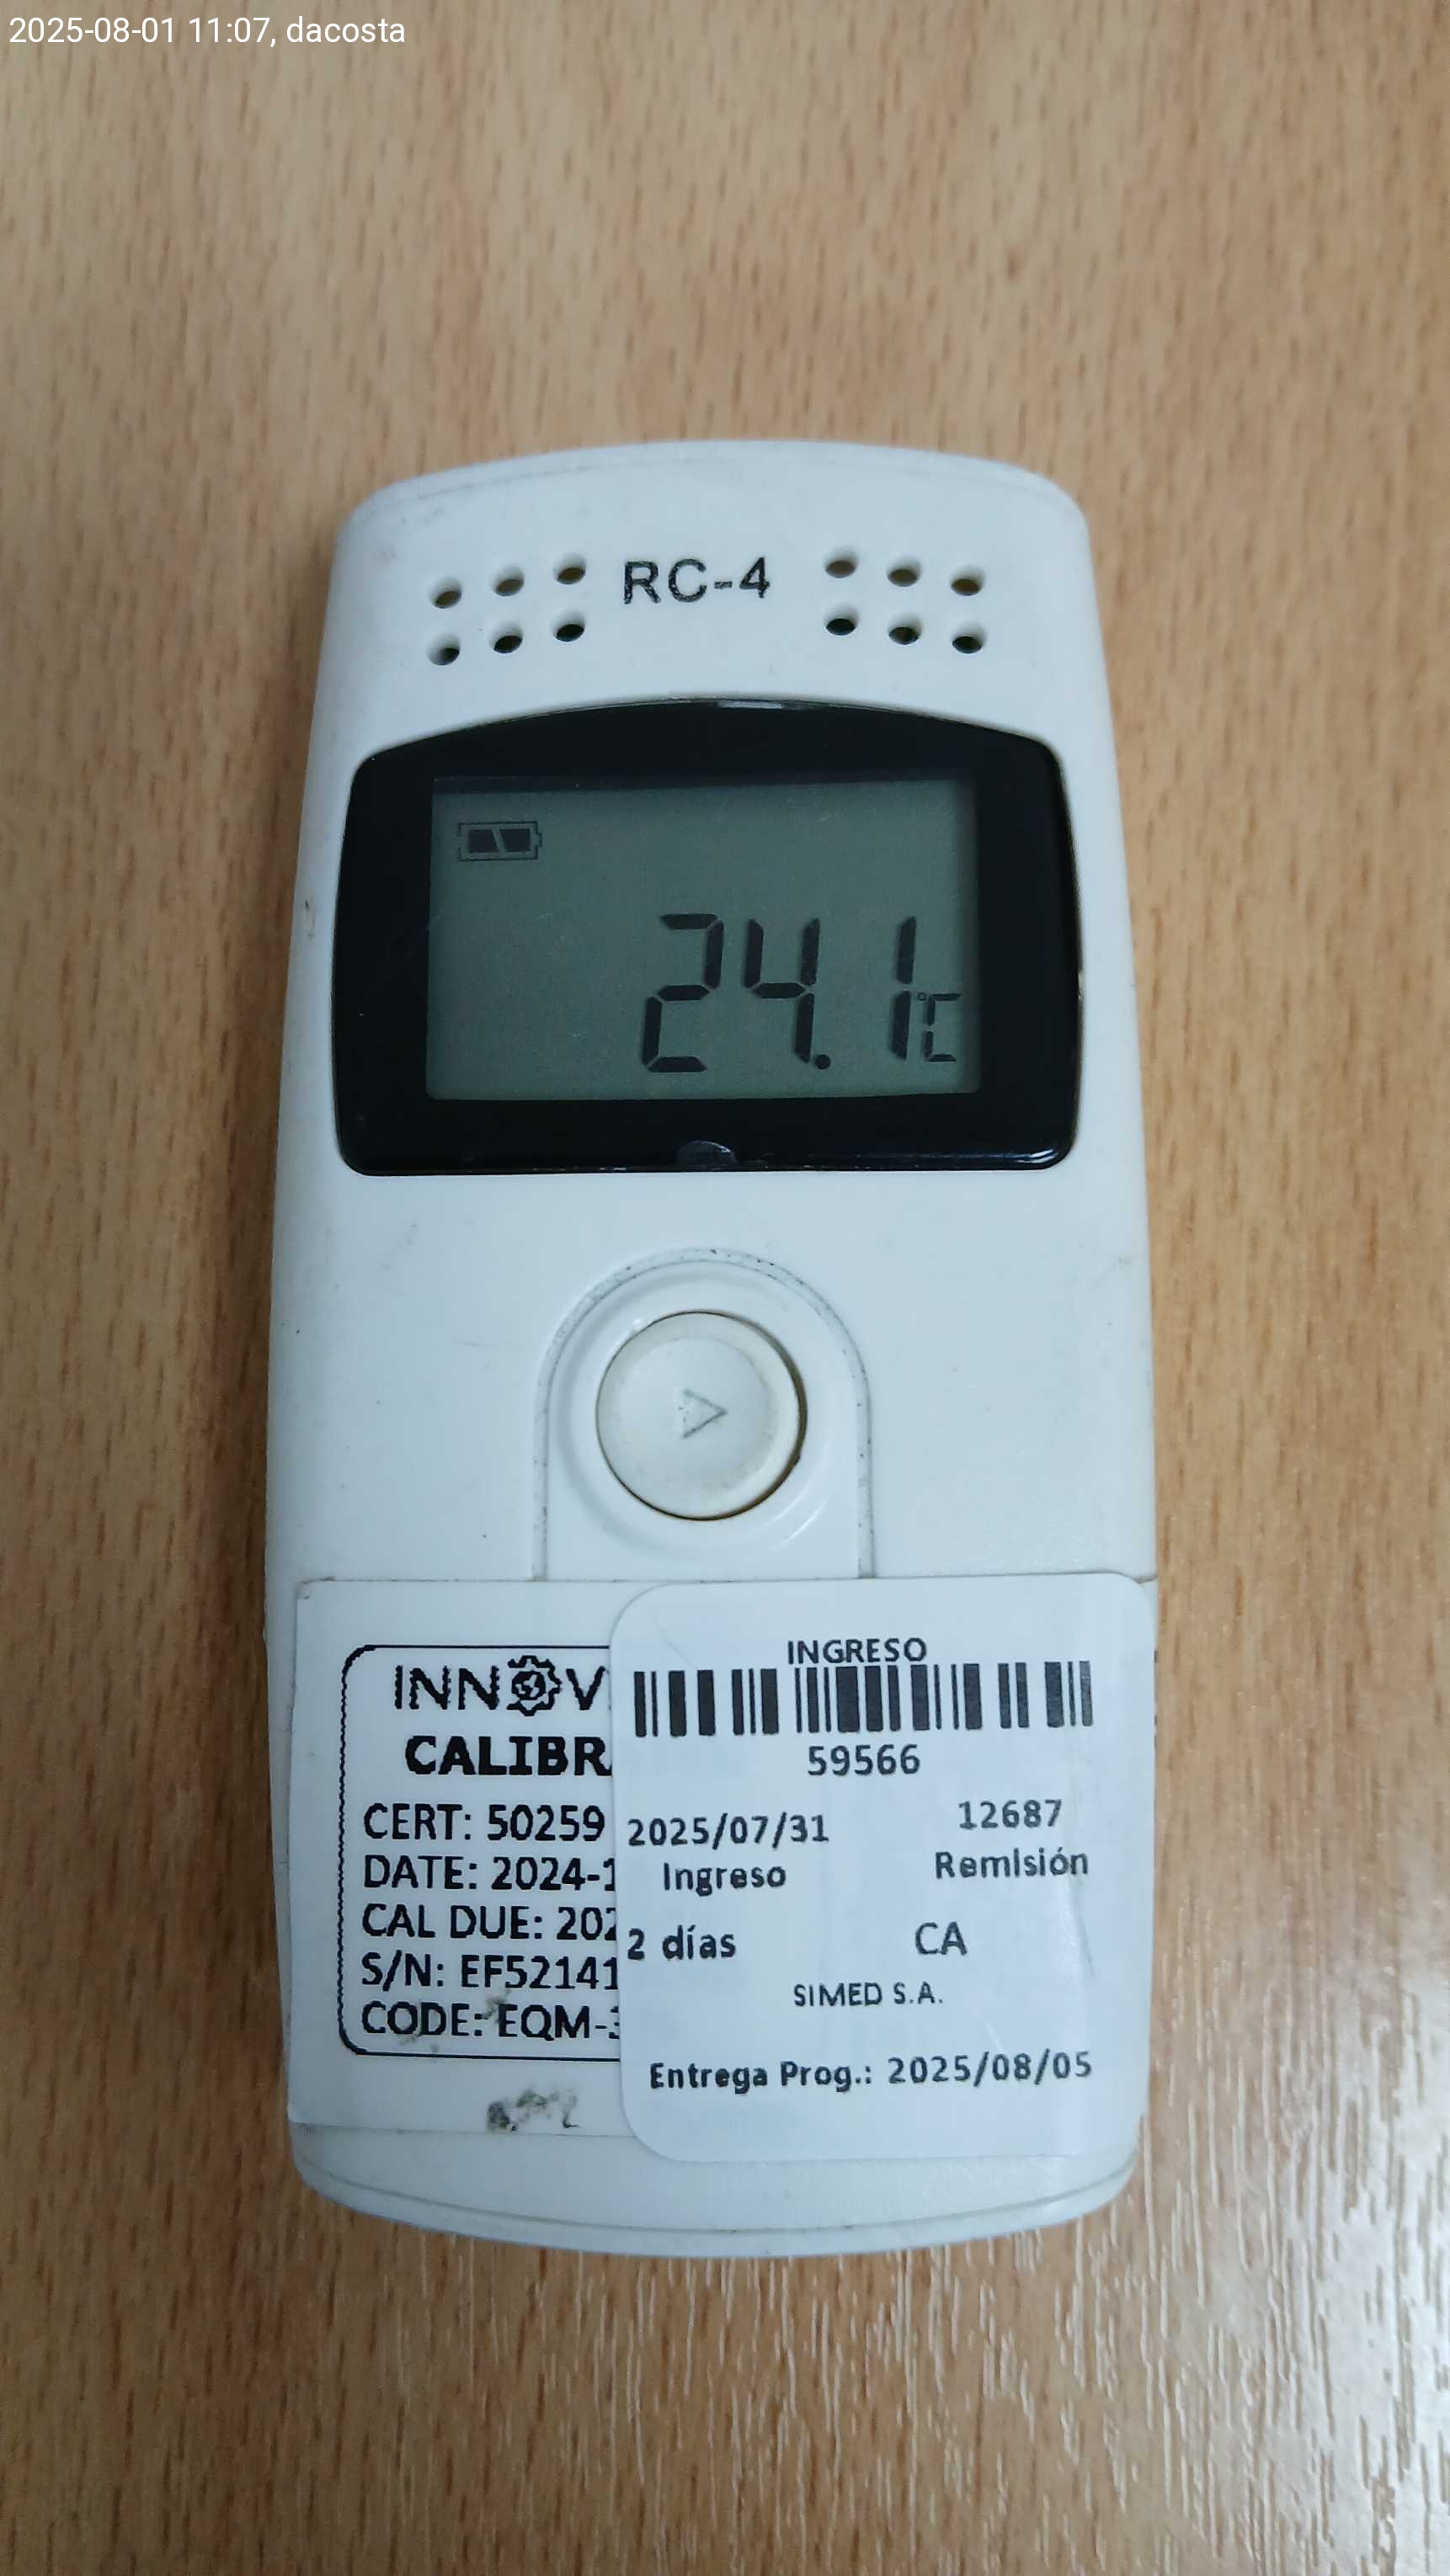 2025-08-01 11:07, dacosta
RC-4
24.1°C
INNOV
CALIBR
CERT: 50259
DATE: 2024-1
CAL DUE: 202
S/N: EF52141
CODE: EQM-3
INGRESO
59566
2025/07/31 12687
Ingreso Remisión
2 días CA
SIMED S.A.
Entrega Prog.: 2025/08/05